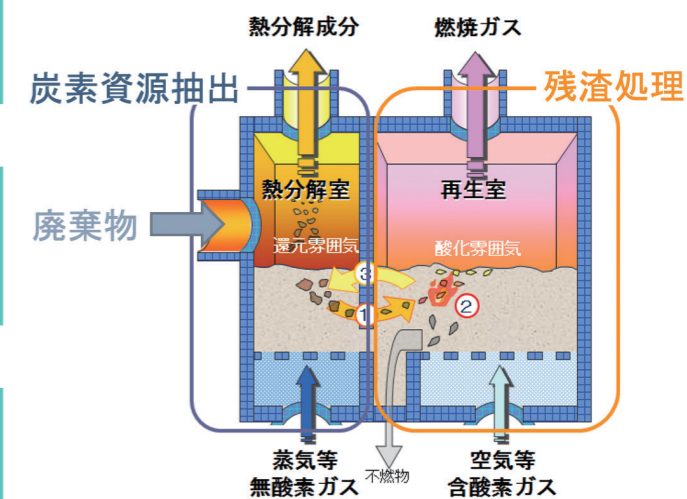 熱分解成分
燃焼ガス
炭素資源抽出
残渣処理
熱分解室
再生室
廃棄物
還元雰囲気
酸化雰囲気
③
①
②
蒸気等
無酸素ガス
不燃物
空気等
含酸素ガス